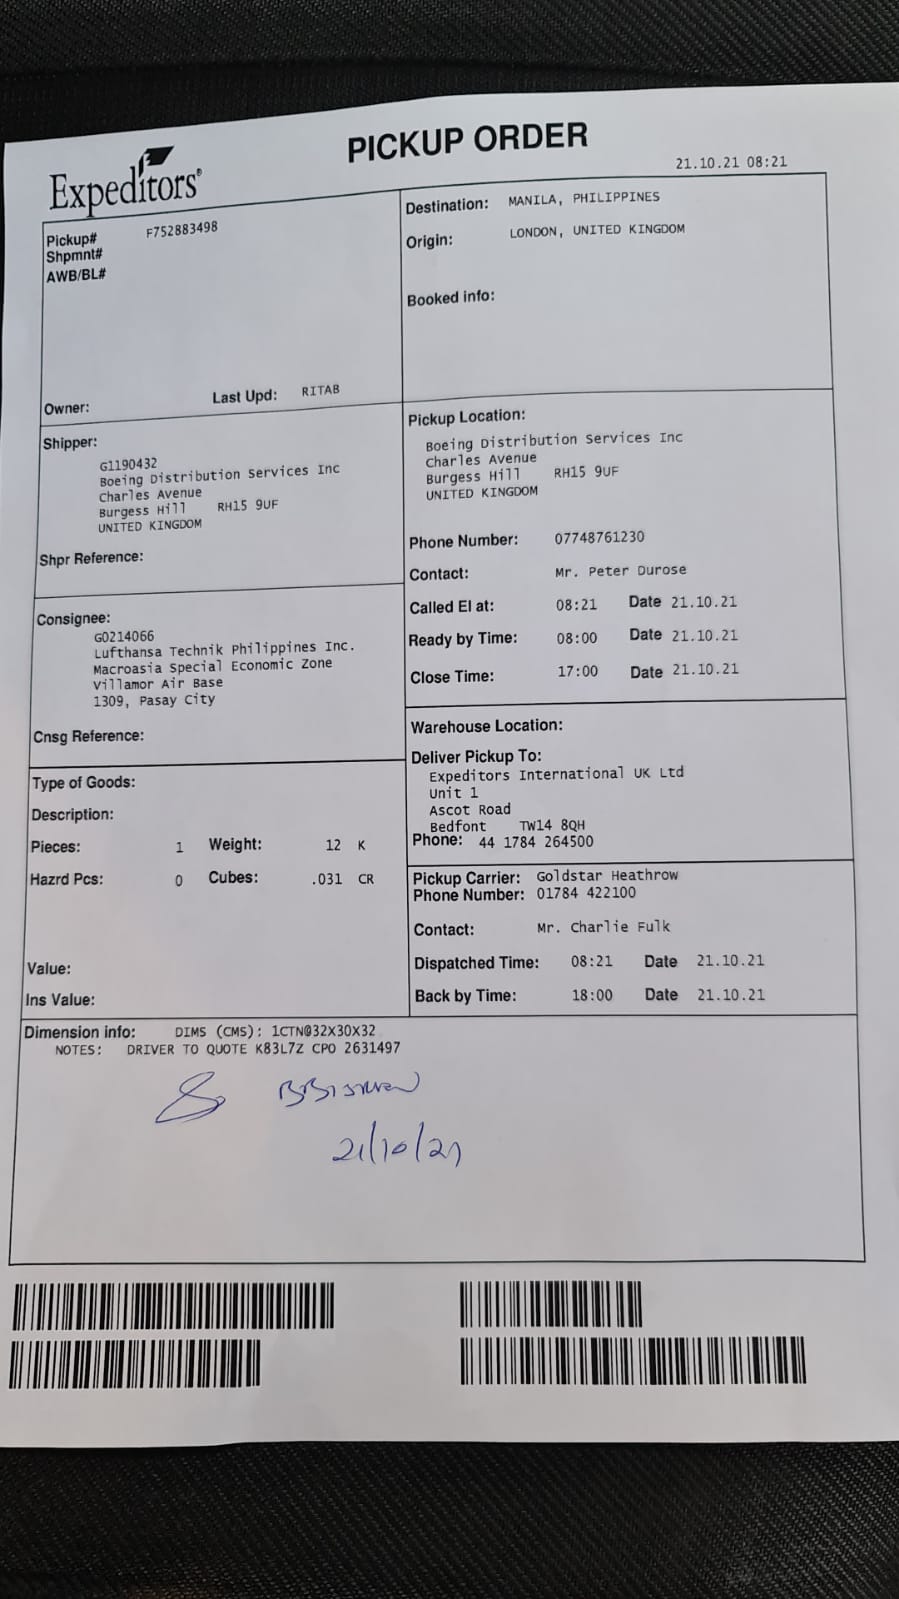 Expeditors®
PICKUP ORDER
21.10.21 08:21
Pickup# F752883498
Shpmnt#
AWB/BL#
Owner: Last Upd: RITAB
Destination: MANILA, PHILIPPINES
Origin: LONDON, UNITED KINGDOM
Booked info:
Shipper:
G1190432
Boeing Distribution Services Inc
Charles Avenue
Burgess Hill RH15 9UF
UNITED KINGDOM
Shpr Reference:
Pickup Location:
Boeing Distribution Services Inc
Charles Avenue
Burgess Hill RH15 9UF
UNITED KINGDOM
Phone Number: 07748761230
Contact: Mr. Peter Durose
Called EI at: 08:21 Date 21.10.21
Ready by Time: 08:00 Date 21.10.21
Close Time: 17:00 Date 21.10.21
Consignee:
G0214066
Lufthansa Technik Philippines Inc.
Macroasia Special Economic Zone
Villamor Air Base
1309, Pasay City
Cnsg Reference:
Warehouse Location:
Deliver Pickup To:
Expeditors International UK Ltd
Unit 1
Ascot Road
Bedfont TW14 8QH
Phone: 44 1784 264500
Type of Goods:
Description:
Pieces: 1 Weight: 12 K
Hazrd Pcs: 0 Cubes: .031 CR
Value:
Ins Value:
Pickup Carrier: Goldstar Heathrow
Phone Number: 01784 422100
Contact: Mr. Charlie Fulk
Dispatched Time: 08:21 Date 21.10.21
Back by Time: 18:00 Date 21.10.21
Dimension info: DIMS (CMS): 1CTN@32X30X32
NOTES: DRIVER TO QUOTE K83L7Z CPO 2631497
21/10/21